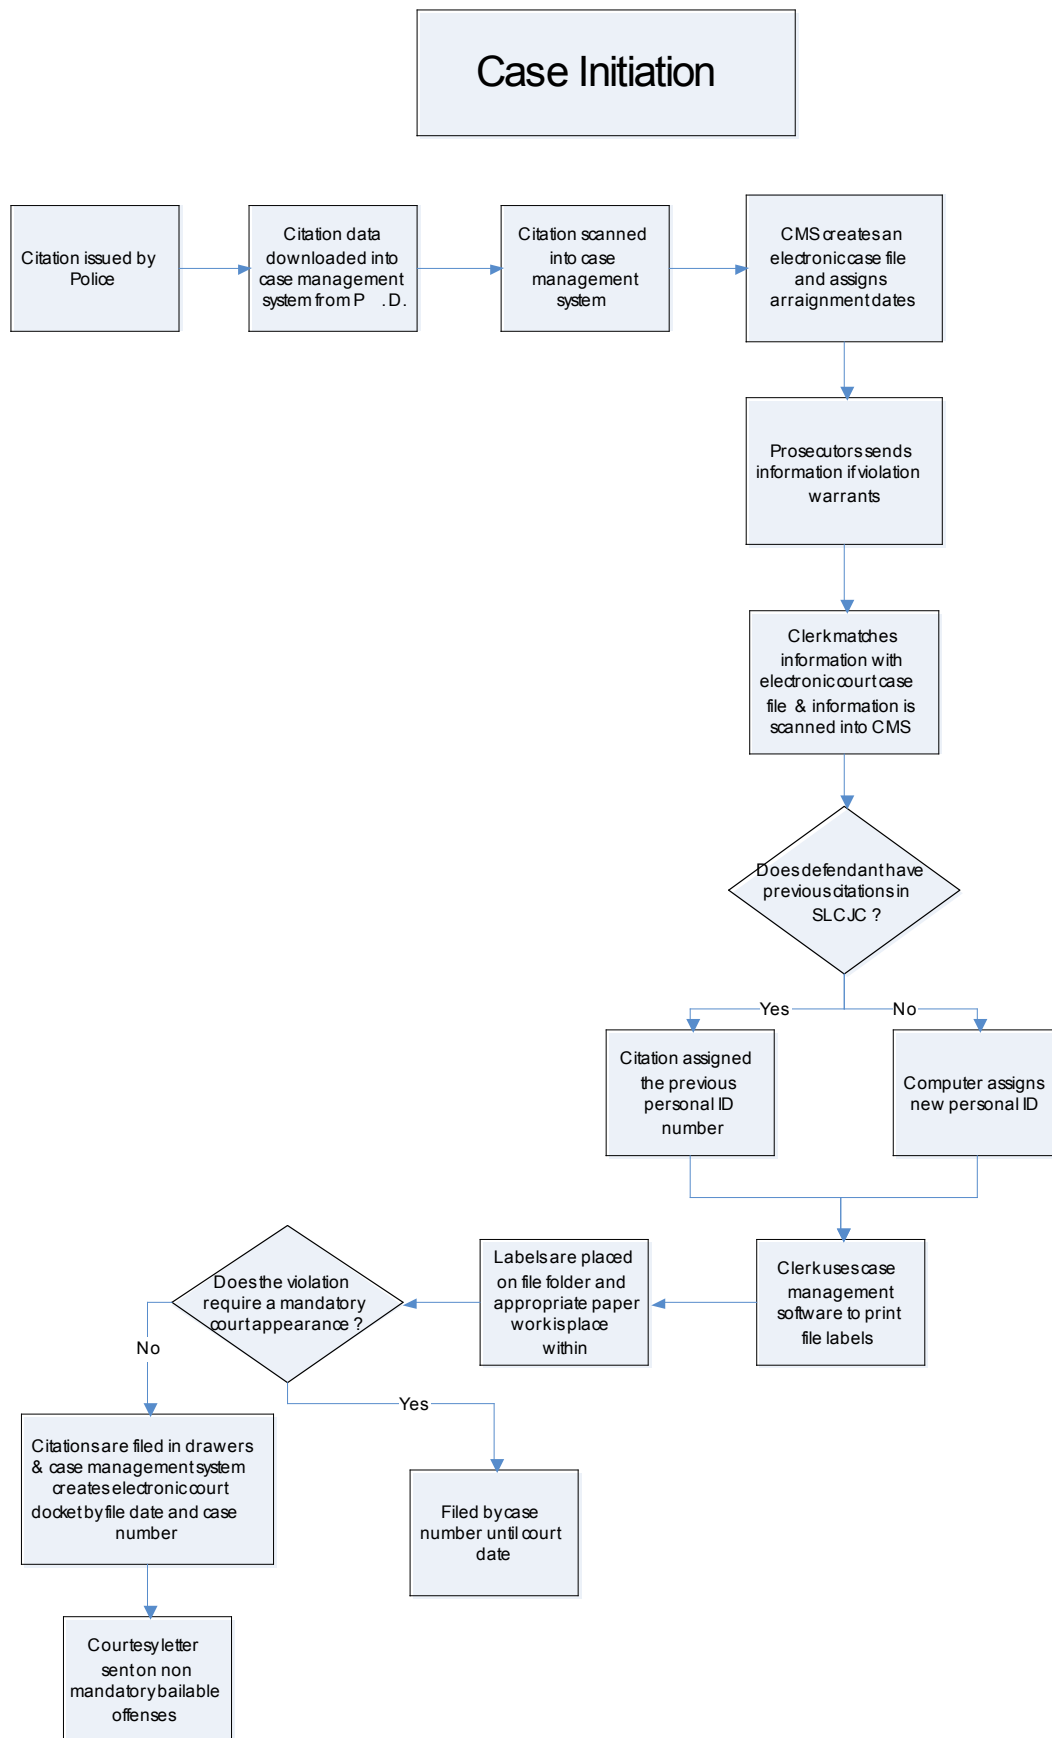 Case Initiation
Citation issued by
Police
Citation data
downloaded into
case management
system from P . D.
Citation scanned
into case
management
system
CMS creates an
electronic case file
and assigns
arraignment dates
Prosecutors sends
information if violation
warrants
Clerk matches
information with
electronic court case
file & information is
scanned into CMS
Does defendant have
previous citations in
SLCJC ?
Yes
No
Citation assigned
the previous
personal ID
number
Computer assigns
new personal ID
Clerk uses case
management
software to print
file labels
Labels are placed
on file folder and
appropriate paper
work is place
within
Does the violation
require a mandatory
court appearance ?
No
Yes
Citations are filed in drawers
& case management system
creates electronic court
docket by file date and case
number
Filed by case
number until court
date
Courtesy letter
sent on non
mandatory bailable
offenses